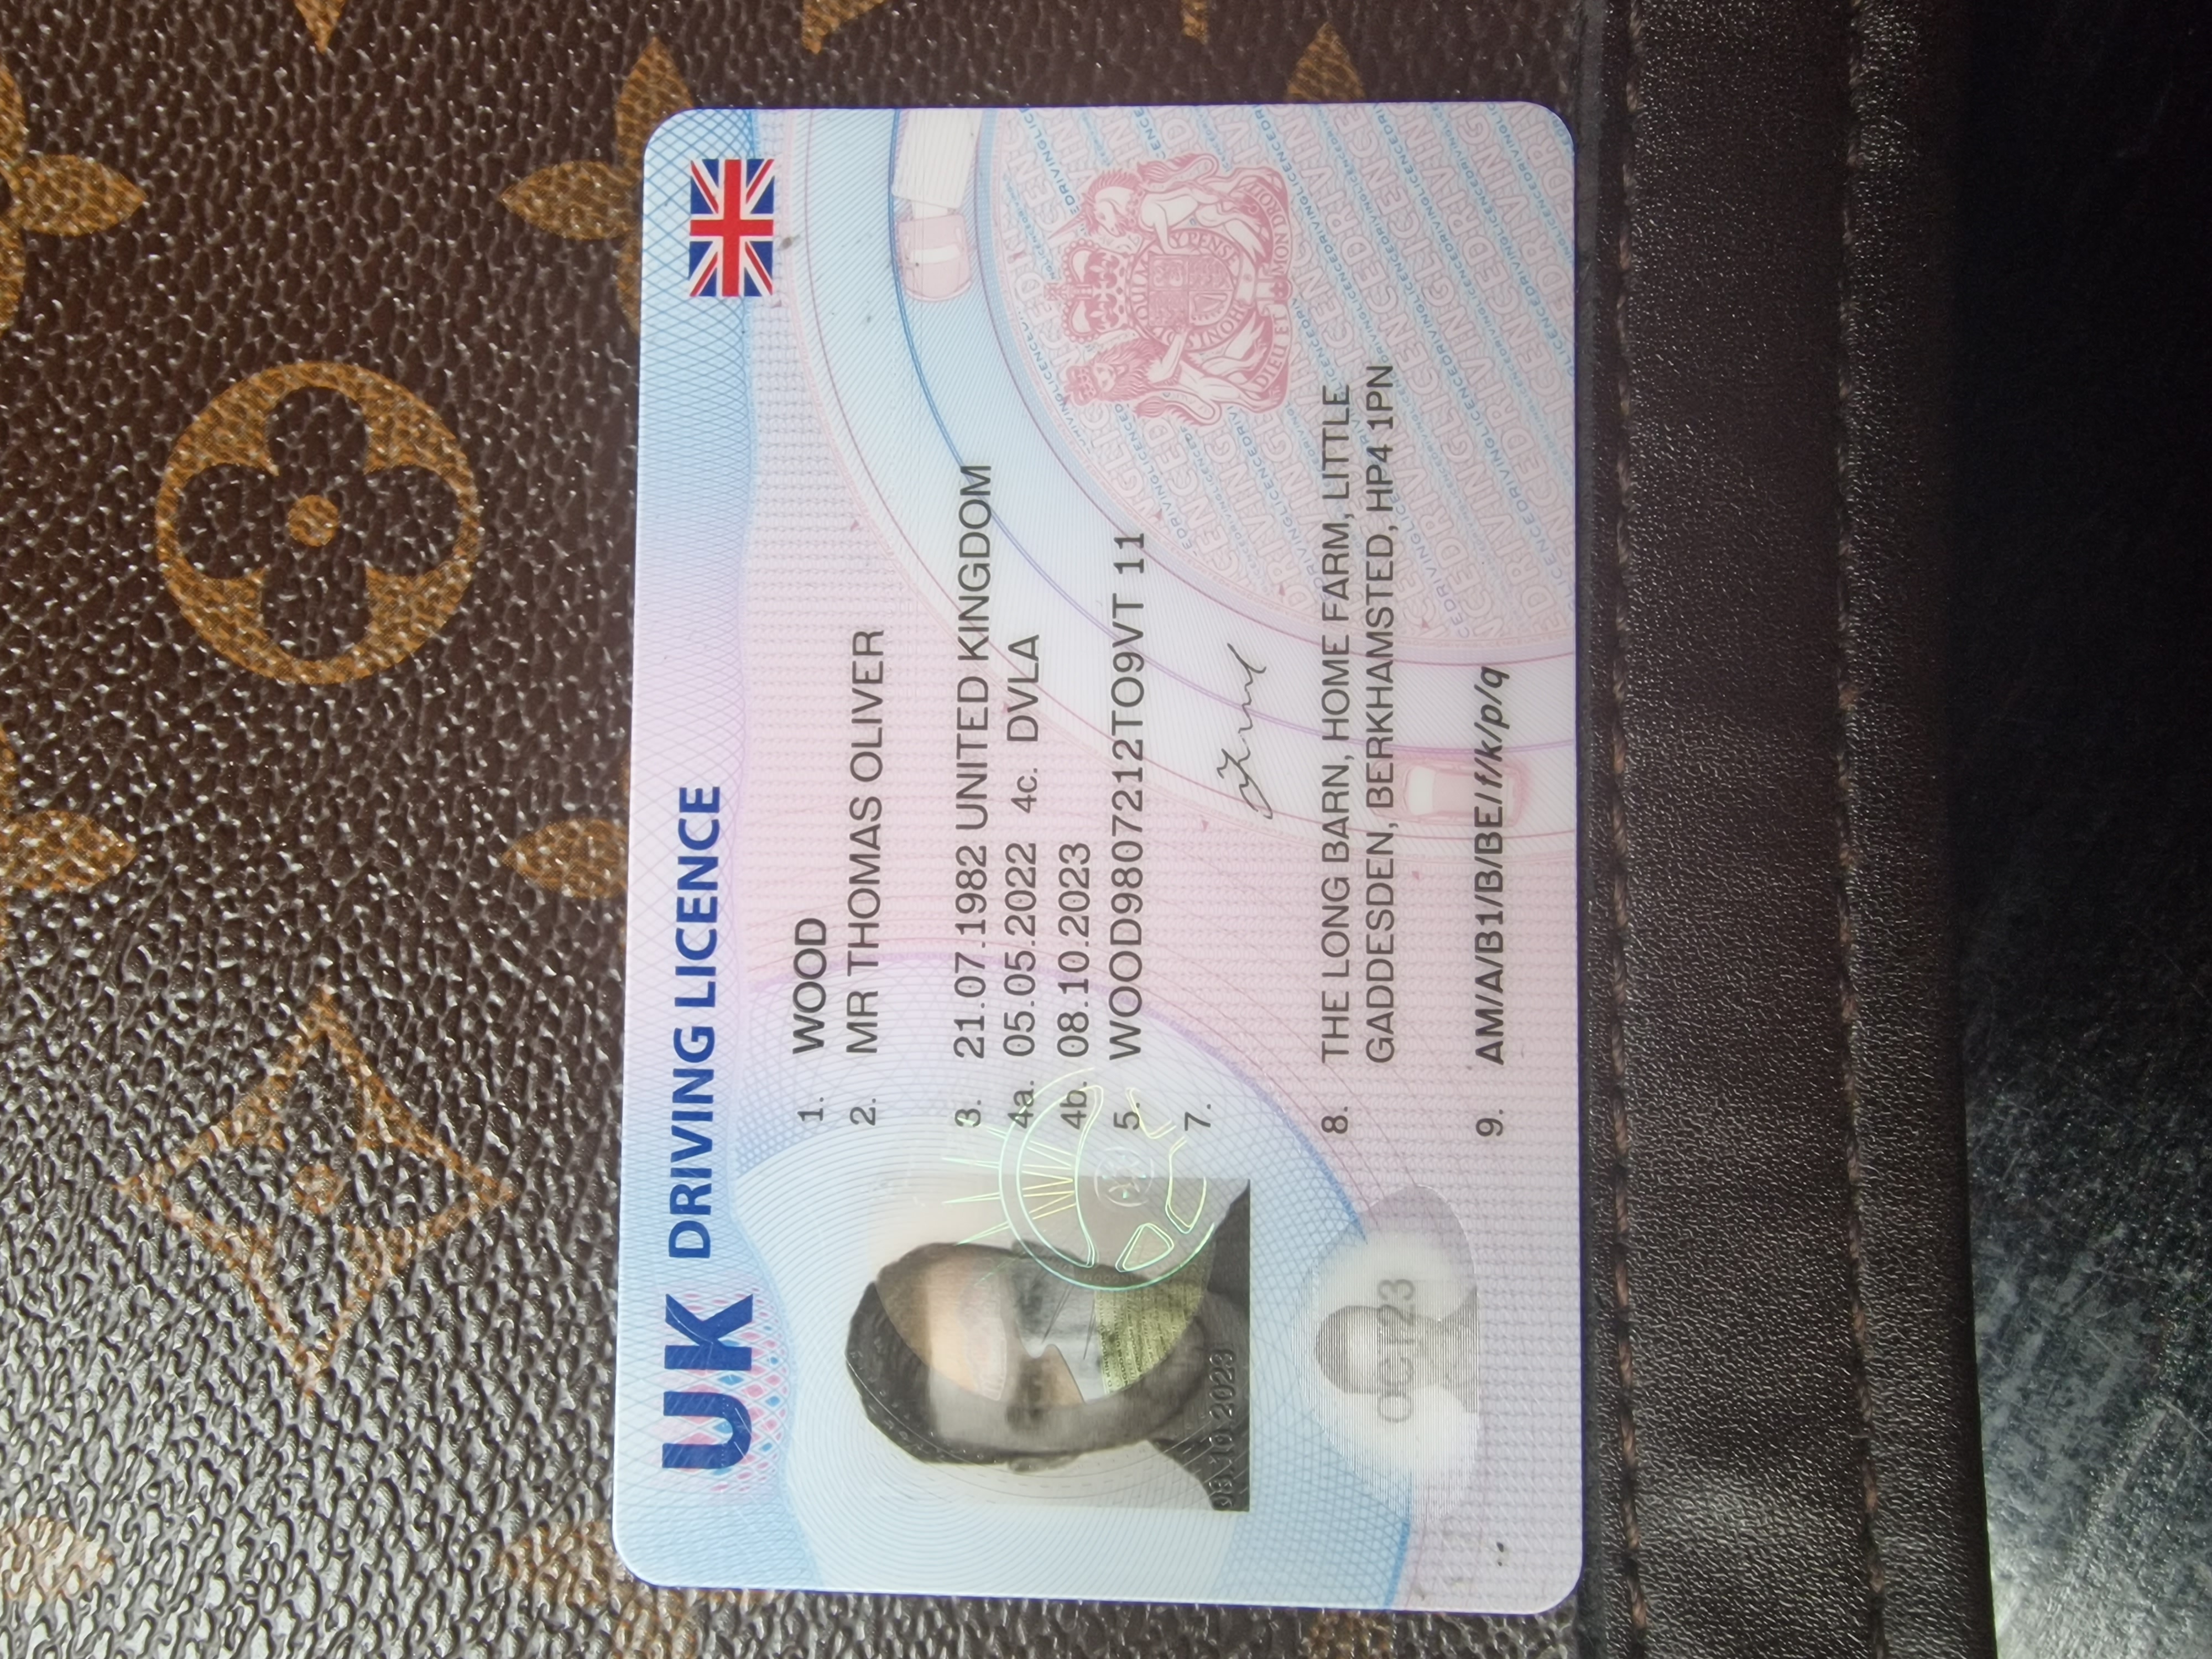 UK DRIVING LICENCE
1. WOOD
2. MR THOMAS OLIVER
3. 21.07.1982 UNITED KINGDOM
4a. 05.05.2022 4c. DVLA
4b. 08.10.2023
5. WOOD9807212TO9VT 11
7.
08.10.2023
8. THE LONG BARN, HOME FARM, LITTLE
GADDESDEN, BERKHAMSTED, HP4 1PN
OCT23
9. AM/A/B1/B/BE/f/k/p/q
DIEU ET MON DROIT